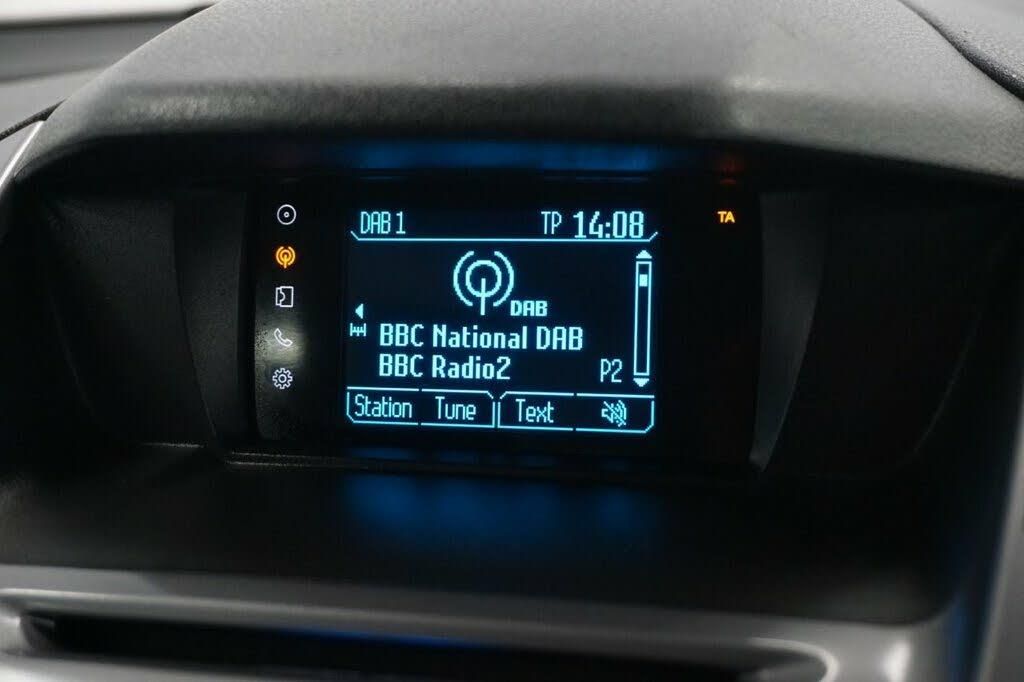 DAB 1 TP 14:08 TA
DAB
BBC National DAB
BBC Radio2 P2
Station Tune Text